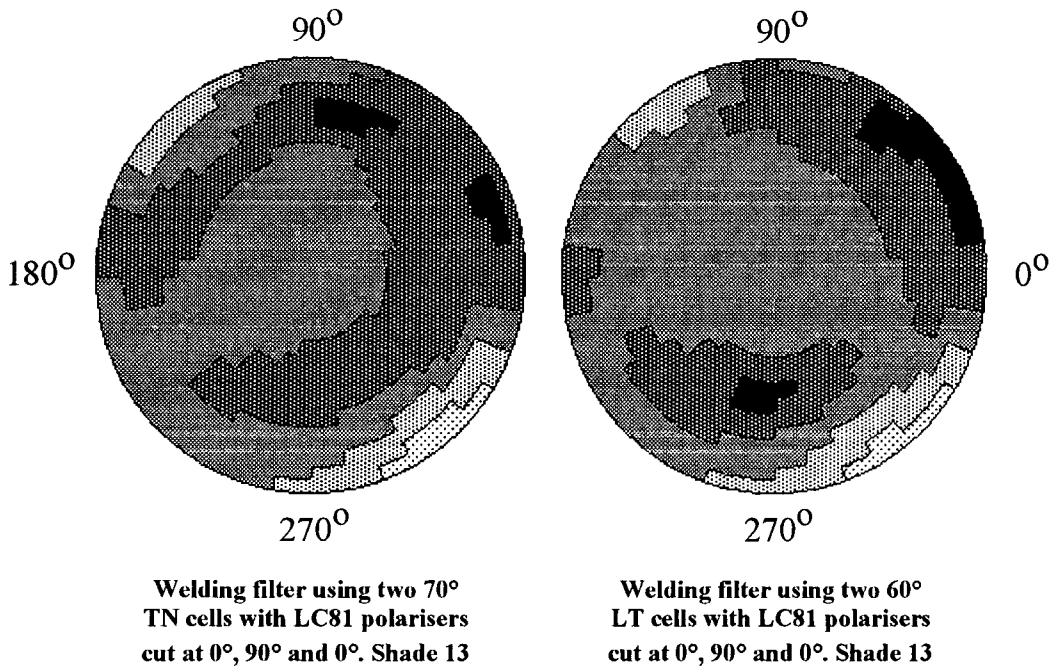 90°
90°
180°
0°
270°
270°
Welding filter using two 70°
TN cells with LC81 polarisers
cut at 0°, 90° and 0°. Shade 13
Welding filter using two 60°
LT cells with LC81 polarisers
cut at 0°, 90° and 0°. Shade 13